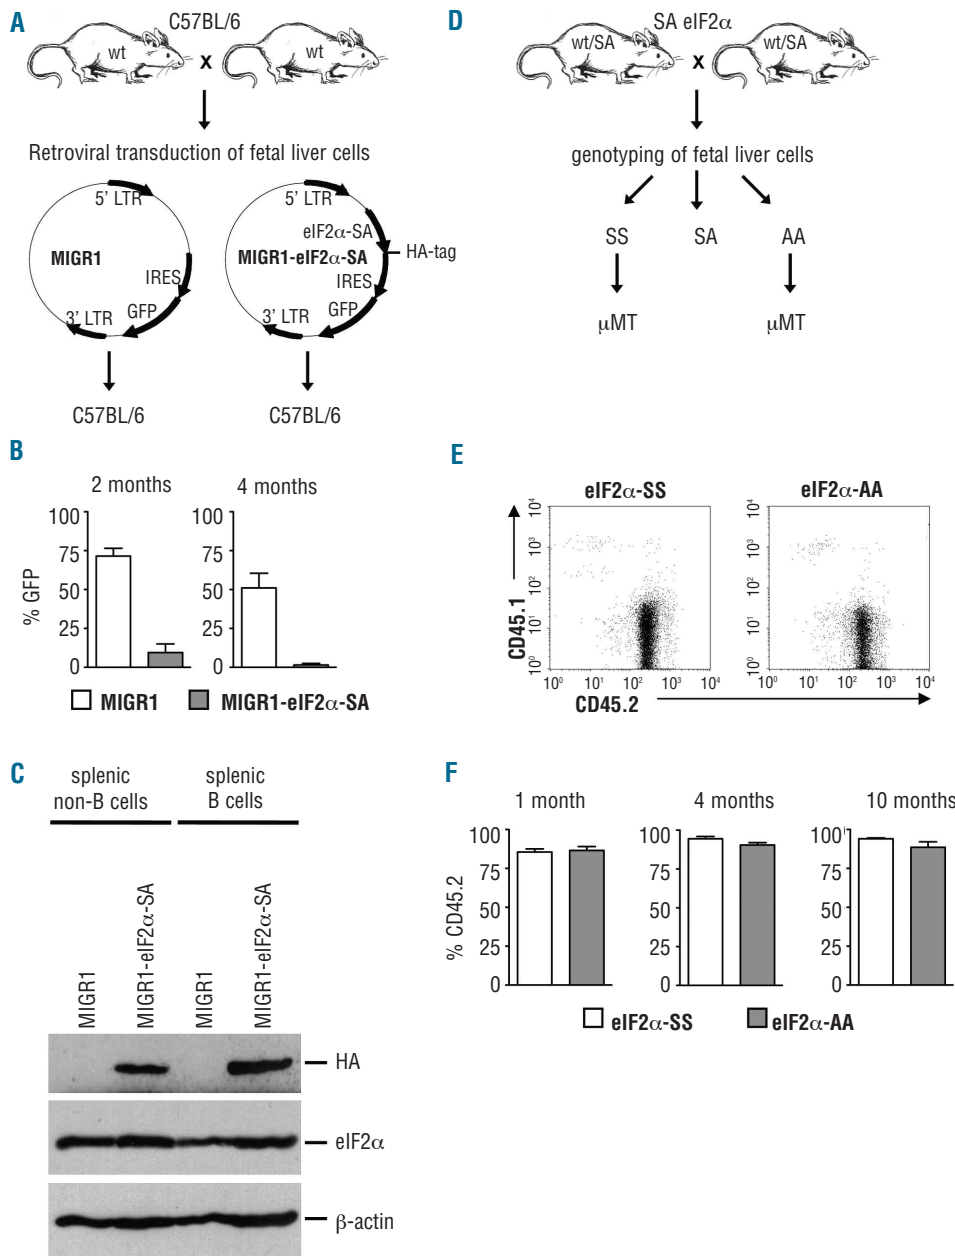 A
C57BL/6
wt
x
wt
Retroviral transduction of fetal liver cells
5' LTR
MIGR1
IRES
GFP
3' LTR
5' LTR
eIF2α-SA
MIGR1-eIF2α-SA
HA-tag
IRES
GFP
3' LTR
C57BL/6
C57BL/6
B
2 months
4 months
% GFP
100
75
50
25
0
100
75
50
25
0
MIGR1
MIGR1-eIF2α-SA
C
splenic
non-B cells
splenic
B cells
MIGR1
MIGR1-eIF2α-SA
MIGR1
MIGR1-eIF2α-SA
HA
eIF2α
β-actin
D
SA eIF2α
wt/SA
x
wt/SA
genotyping of fetal liver cells
SS
SA
AA
μMT
μMT
E
eIF2α-SS
eIF2α-AA
CD45.1
10⁴
10³
10²
10¹
10⁰
10⁰ 10¹ 10² 10³ 10⁴
10⁴
10³
10²
10¹
10⁰
10⁰ 10¹ 10² 10³ 10⁴
CD45.2
F
1 month
4 months
10 months
% CD45.2
100
75
50
25
0
100
75
50
25
0
100
75
50
25
0
eIF2α-SS
eIF2α-AA